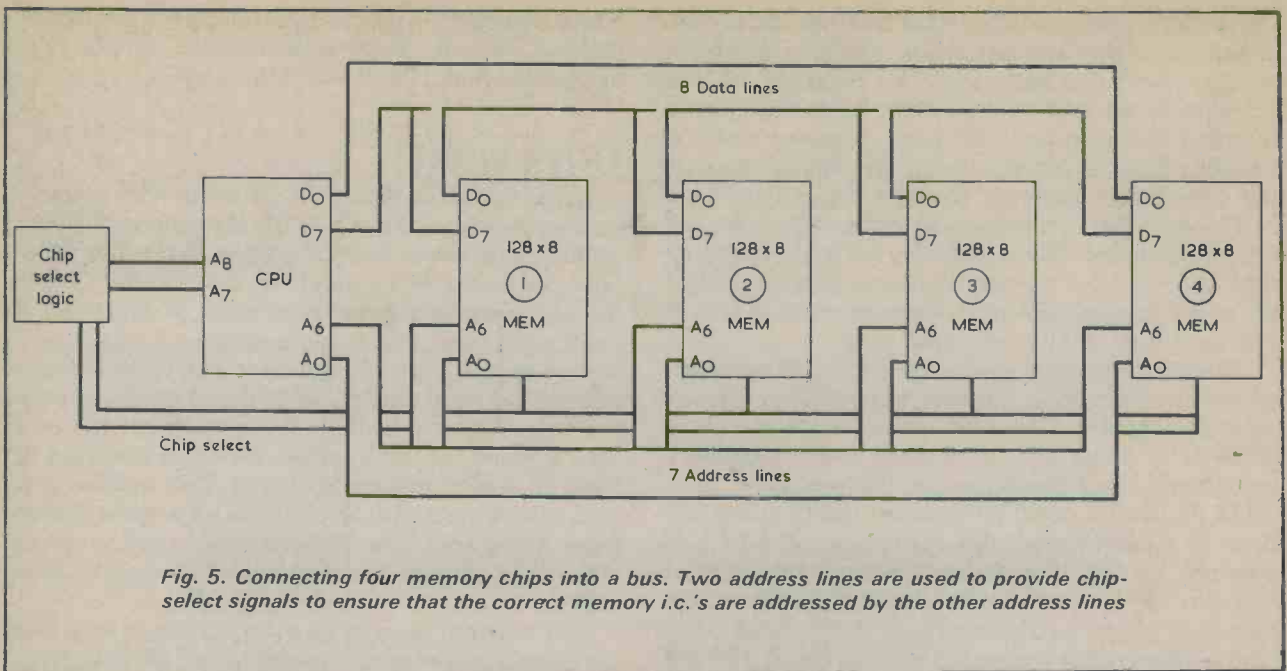 8 Data lines
Chip
select
logic
A8
A7
CPU
D0
D7
A6
A0
D0
D7
128 x 8
1
MEM
A6
A0
D0
D7
128 x 8
2
MEM
A6
A0
D0
D7
128 x 8
3
MEM
A6
A0
D0
D7
128 x 8
4
MEM
A6
A0
Chip select
7 Address lines
Fig. 5. Connecting four memory chips into a bus. Two address lines are used to provide chip-
select signals to ensure that the correct memory i.c.'s are addressed by the other address lines